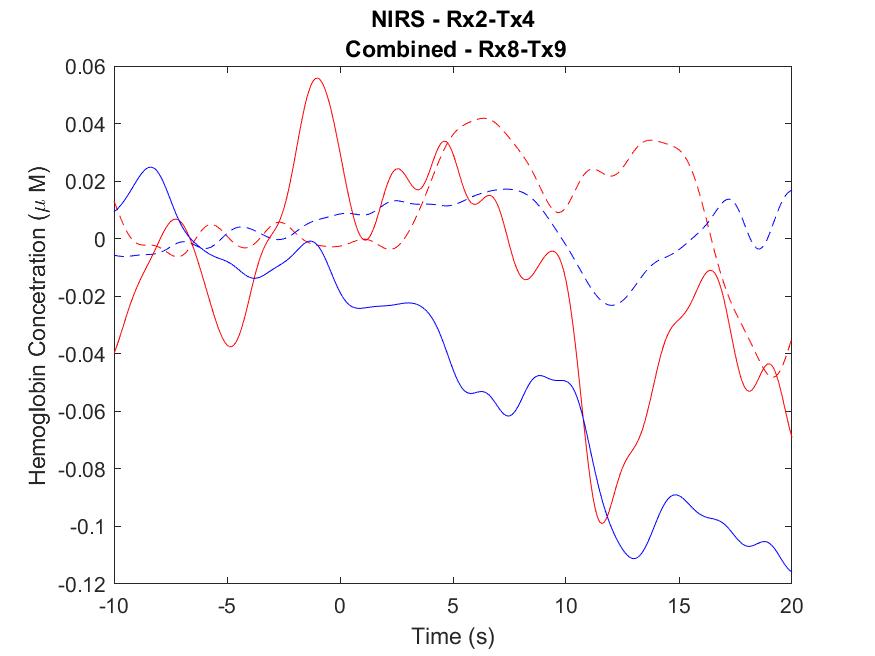 NIRS - Rx2-Tx4
Combined - Rx8-Tx9
0.06
0.04
0.02
0
-0.02
-0.04
-0.06
-0.08
-0.1
-0.12
Hemoglobin Concetration (μ M)
-10 -5 0 5 10 15 20
Time (s)